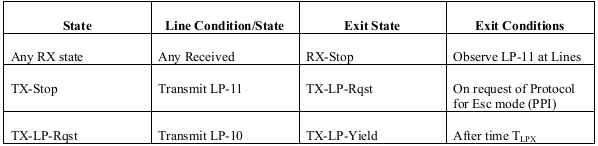 State Line Condition/State Exit State Exit Conditions
Any RX state Any Received RX-Stop Observe LP-11 at Lines
TX-Stop Transmit LP-11 TX-LP-Rqst On request of Protocol
for Esc mode (PPI)
TX-LP-Rqst Transmit LP-10 TX-LP-Yield After time TLPX